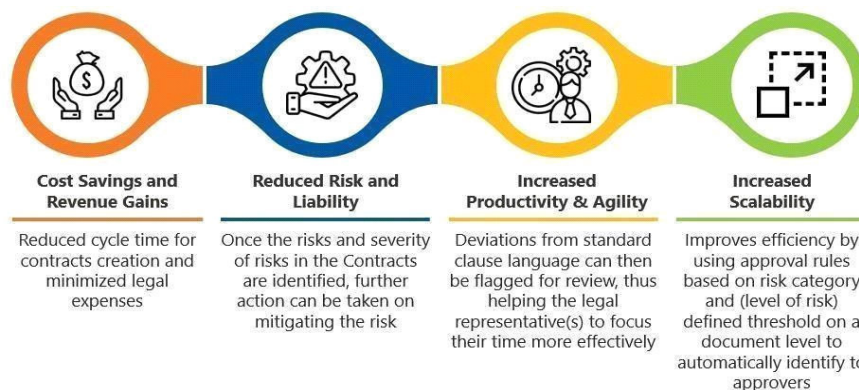 Cost Savings and
Revenue Gains
Reduced cycle time for
contracts creation and
minimized legal
expenses
Reduced Risk and
Liability
Once the risks and severity
of risks in the Contracts
are identified, further
action can be taken on
mitigating the risk
Increased
Productivity & Agility
Deviations from standard
clause language can then
be flagged for review, thus
helping the legal
representative(s) to focus
their time more effectively
Increased
Scalability
Improves efficiency by
using approval rules
based on risk category
and (level of risk)
defined threshold on a
document level to
automatically identify to
approvers